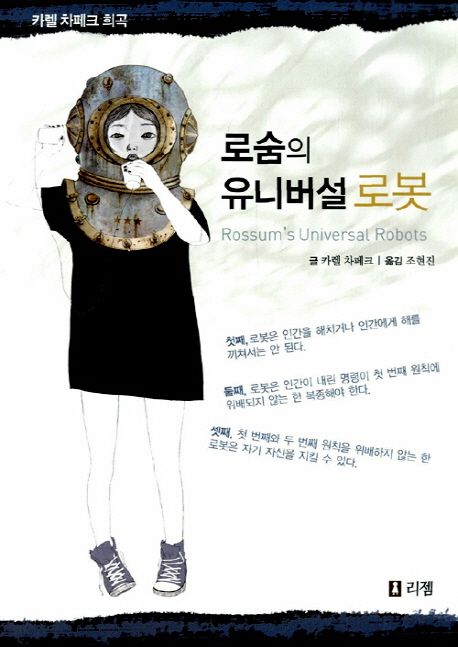 카렐 차페크 희곡
로숨의
유니버설 로봇
Rossum's Universal Robots
글 카렐 차페크 | 옮김 조현진
첫째, 로봇은 인간을 해치거나 인간에게 해를
끼쳐서는 안 된다.
둘째, 로봇은 인간이 내린 명령이 첫 번째 원칙에
위배되지 않는 한 복종해야 한다.
셋째, 첫 번째와 두 번째 원칙을 위배하지 않는 한
로봇은 자기 자신을 지킬 수 있다.
리젬